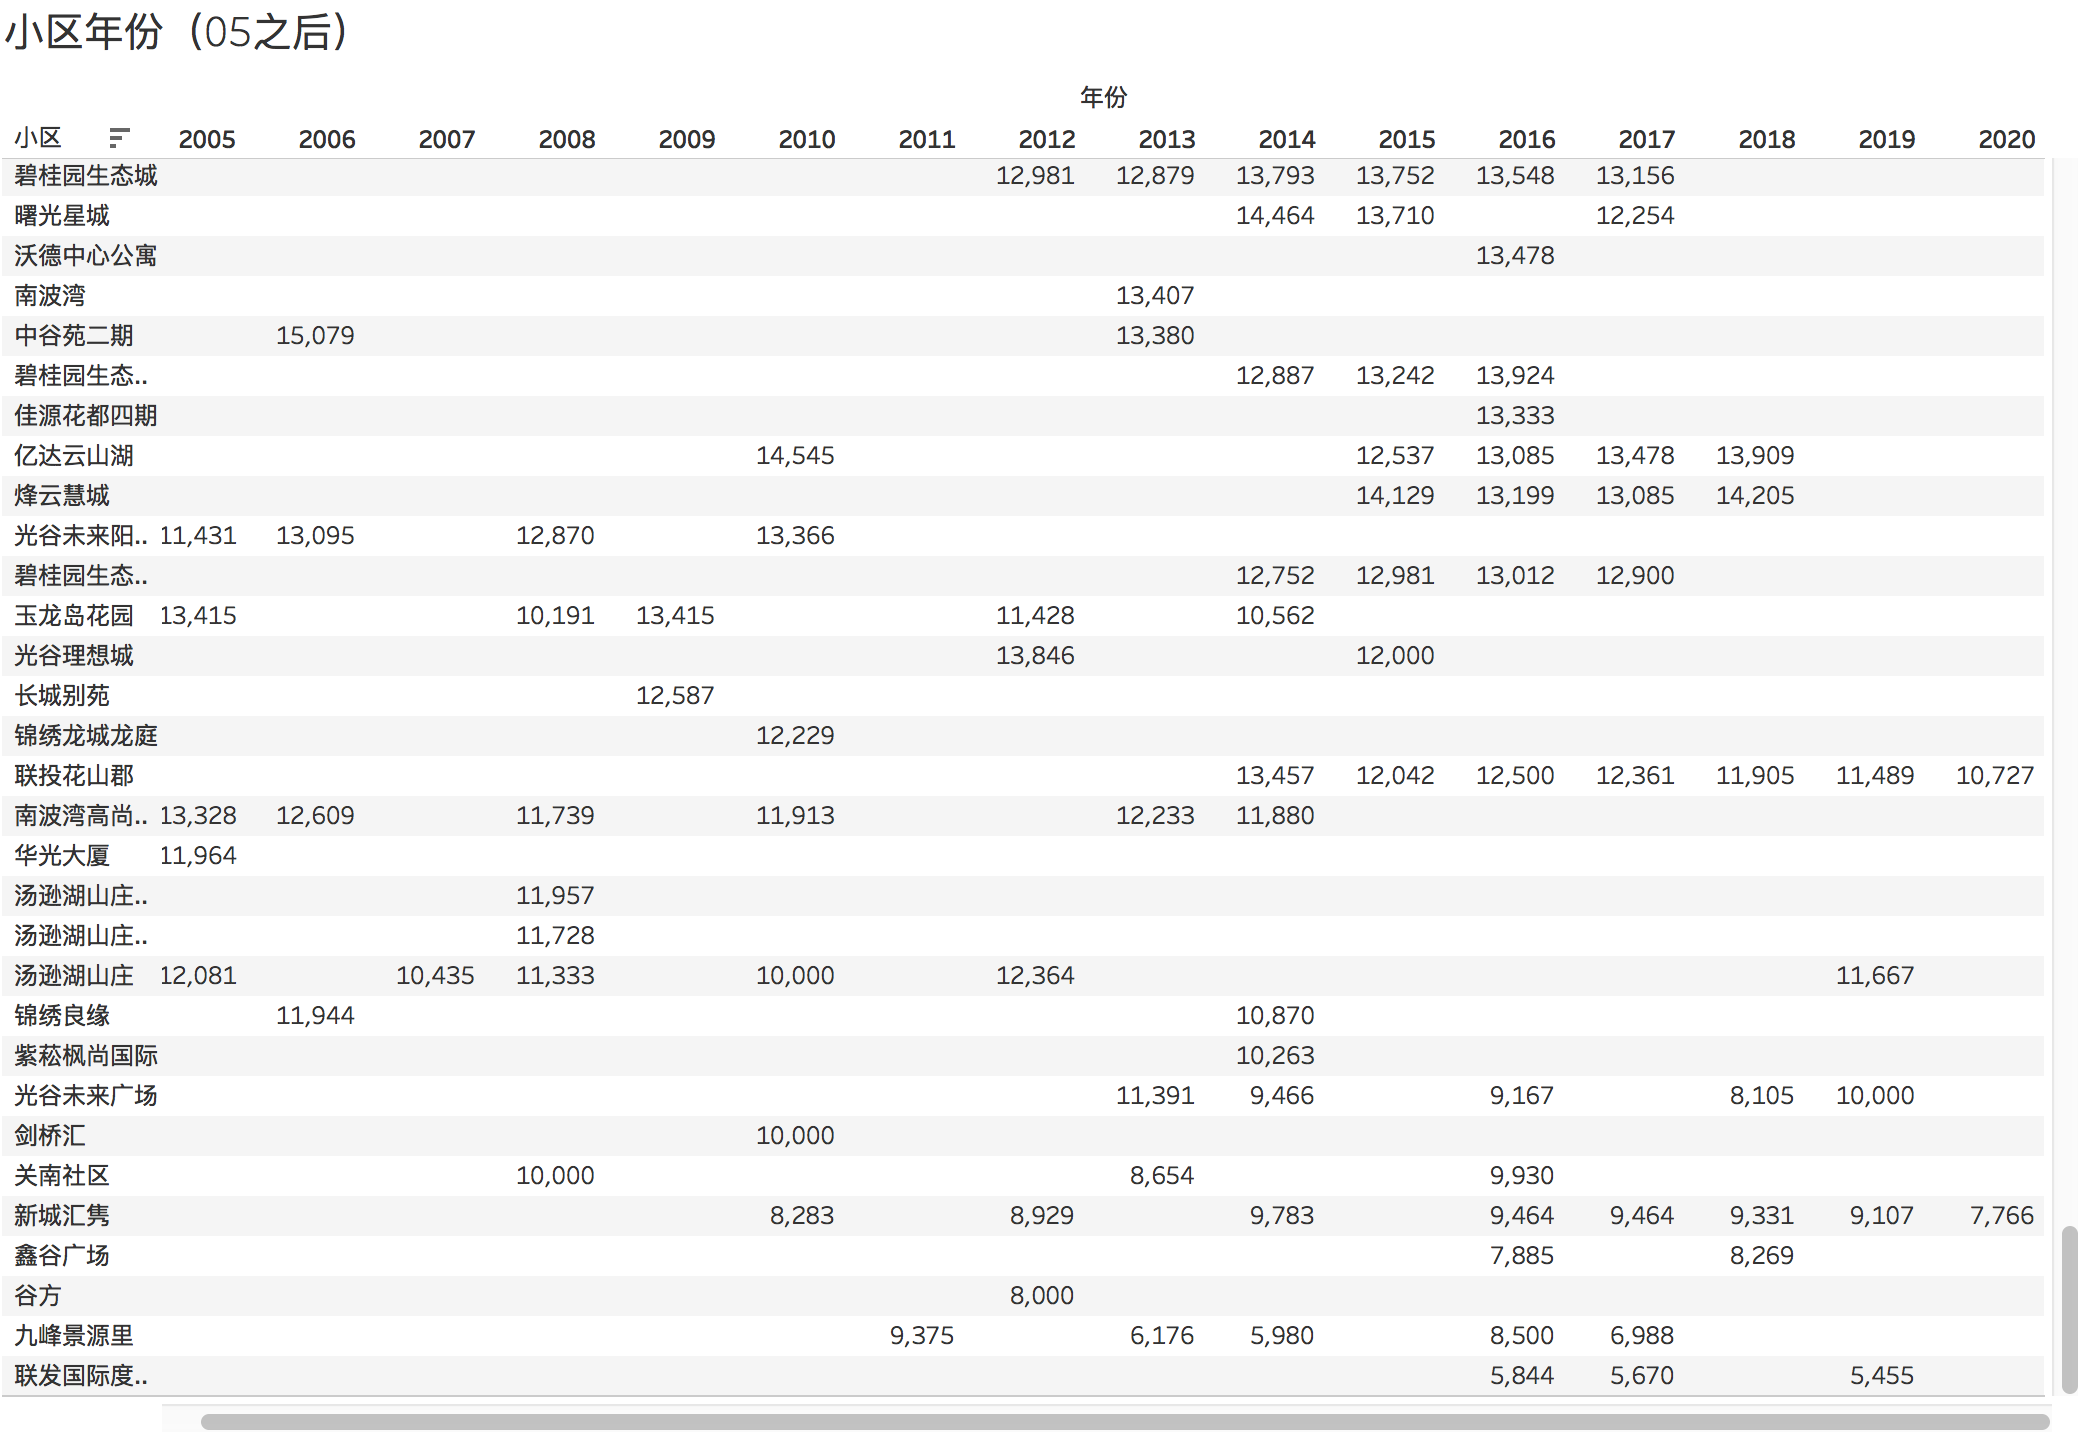 小区年份（05之后）
年份
小区 2005 2006 2007 2008 2009 2010 2011 2012 2013 2014 2015 2016 2017 2018 2019 2020
碧桂园生态城 12,981 12,879 13,793 13,752 13,548 13,156
曙光星城 14,464 13,710 12,254
沃德中心公寓 13,478
南波湾 13,407
中谷苑二期 15,079 13,380
碧桂园生态.. 12,887 13,242 13,924
佳源花都四期 13,333
亿达云山湖 14,545 12,537 13,085 13,478 13,909
烽云慧城 14,129 13,199 13,085 14,205
光谷未来阳.. 11,431 13,095 12,870 13,366
碧桂园生态.. 12,752 12,981 13,012 12,900
玉龙岛花园 13,415 10,191 13,415 11,428 10,562
光谷理想城 13,846 12,000
长城别苑 12,587
锦绣龙城龙庭 12,229
联投花山郡 13,457 12,042 12,500 12,361 11,905 11,489 10,727
南波湾高尚.. 13,328 12,609 11,739 11,913 12,233 11,880
华光大厦 11,964
汤逊湖山庄.. 11,957
汤逊湖山庄.. 11,728
汤逊湖山庄 12,081 10,435 11,333 10,000 12,364 11,667
锦绣良缘 11,944 10,870
紫菘枫尚国际 10,263
光谷未来广场 11,391 9,466 9,167 8,105 10,000
剑桥汇 10,000
关南社区 10,000 8,654 9,930
新城汇隽 8,283 8,929 9,783 9,464 9,464 9,331 9,107 7,766
鑫谷广场 7,885 8,269
谷方 8,000
九峰景源里 9,375 6,176 5,980 8,500 6,988
联发国际度.. 5,844 5,670 5,455